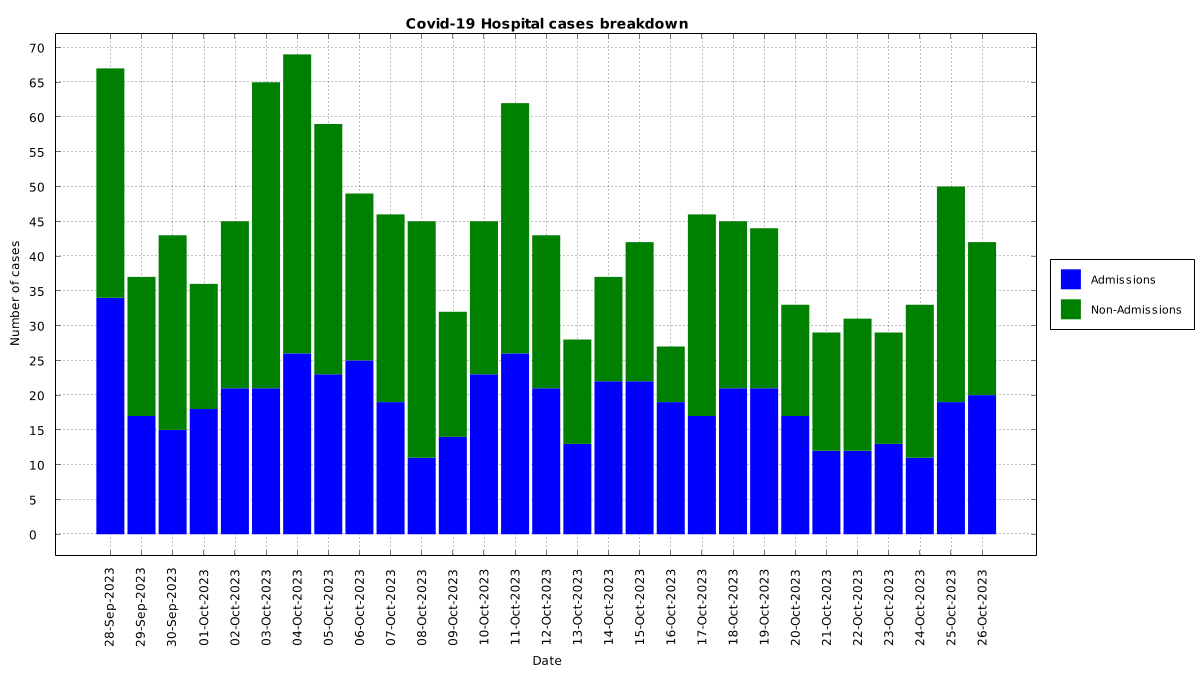 Covid-19 Hospital cases breakdown
70
65
60
55
50
45
40
35
30
25
20
15
10
5
0
Number of cases
28-Sep-2023
29-Sep-2023
30-Sep-2023
01-Oct-2023
02-Oct-2023
03-Oct-2023
04-Oct-2023
05-Oct-2023
06-Oct-2023
07-Oct-2023
08-Oct-2023
09-Oct-2023
10-Oct-2023
11-Oct-2023
12-Oct-2023
13-Oct-2023
14-Oct-2023
15-Oct-2023
16-Oct-2023
17-Oct-2023
18-Oct-2023
19-Oct-2023
20-Oct-2023
21-Oct-2023
22-Oct-2023
23-Oct-2023
24-Oct-2023
25-Oct-2023
26-Oct-2023
Date
Admissions
Non-Admissions